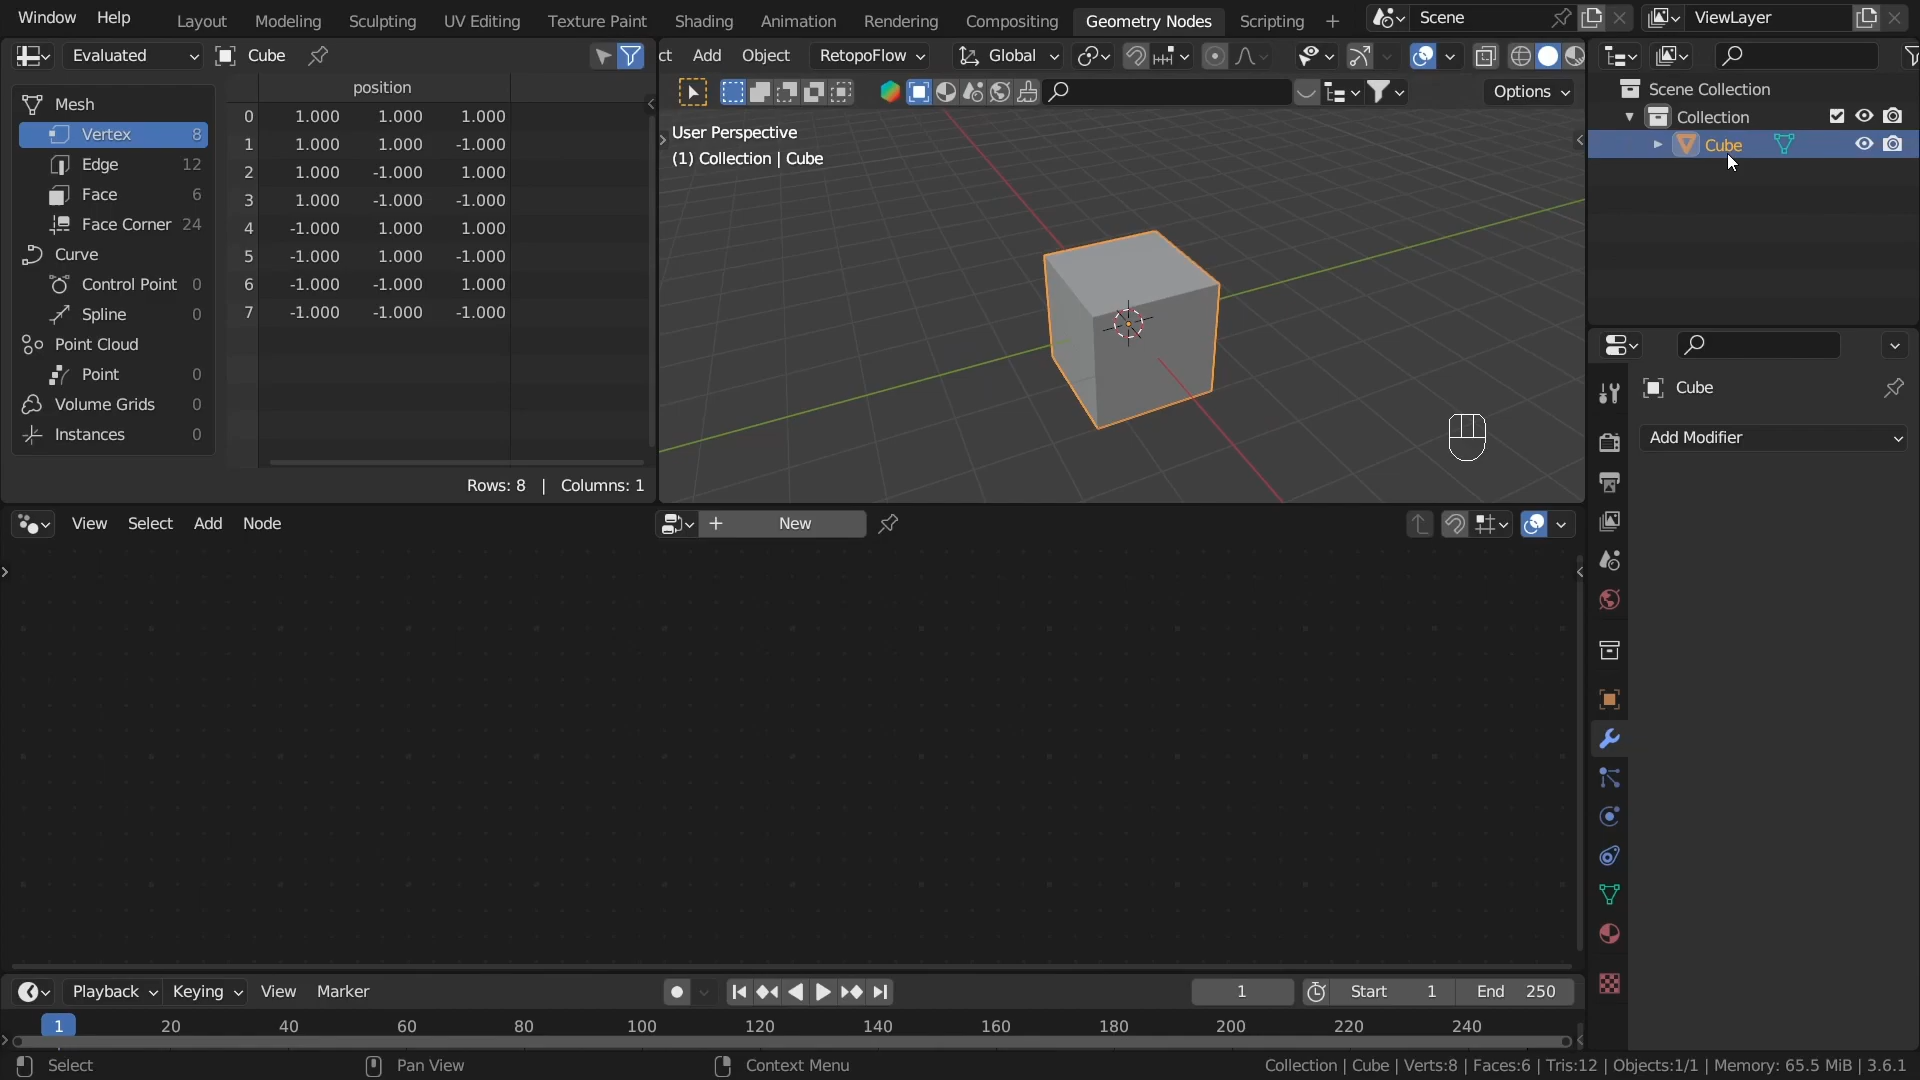 Window Help Layout Modeling Sculpting UV Editing Texture Paint Shading Animation Rendering Compositing Geometry Nodes Scripting + Scene ViewLayer
Evaluated Cube
ct Add Object RetopoFlow Global
Options
position
Mesh
Vertex 8
Edge 12
Face 6
Face Corner 24
Curve
Control Point 0
Spline 0
Point Cloud
Point 0
Volume Grids 0
Instances 0
0 1.000 1.000 1.000
1 1.000 1.000 -1.000
2 1.000 -1.000 1.000
3 1.000 -1.000 -1.000
4 -1.000 1.000 1.000
5 -1.000 1.000 -1.000
6 -1.000 -1.000 1.000
7 -1.000 -1.000 -1.000
Rows: 8 | Columns: 1
User Perspective
(1) Collection | Cube
Scene Collection
Collection
Cube
Cube
Add Modifier
View Select Add Node
+ New
Playback Keying View Marker
1 Start 1 End 250
1 20 40 60 80 100 120 140 160 180 200 220 240
Select Pan View Context Menu
Collection | Cube | Verts:8 | Faces:6 | Tris:12 | Objects:1/1 | Memory: 65.5 MiB | 3.6.1